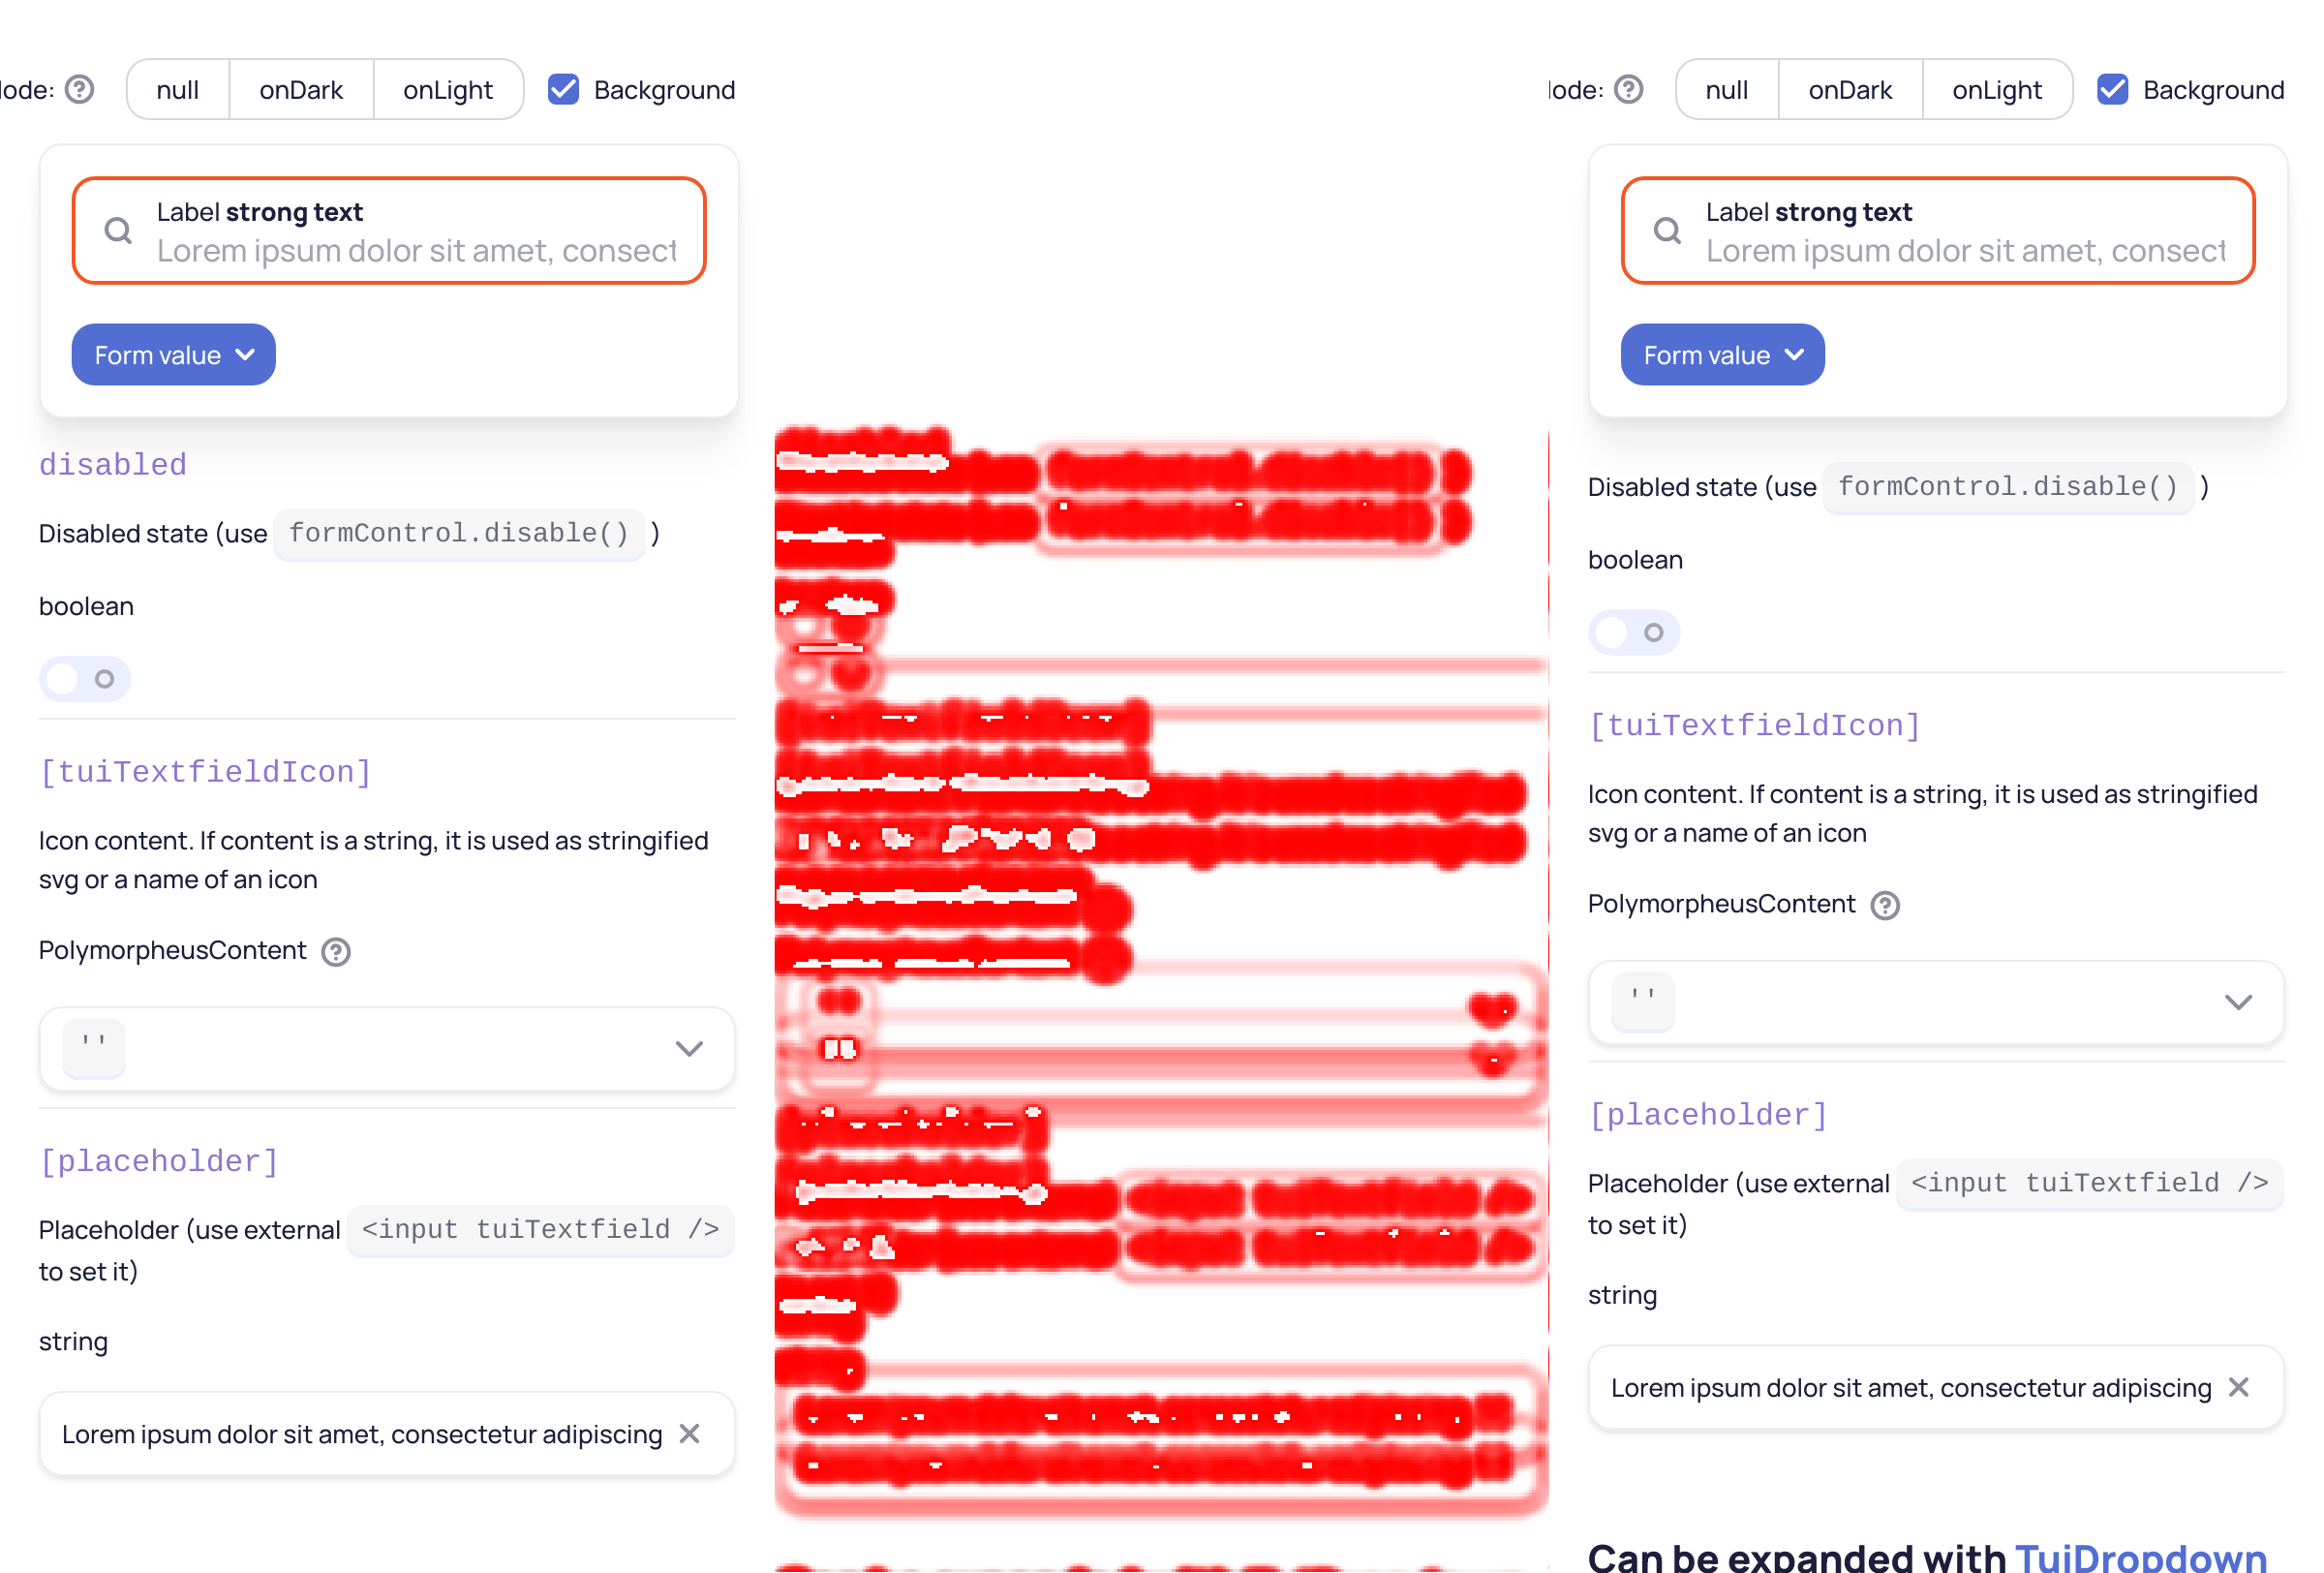 lode:
null
onDark
onLight
Background
Label strong text
Lorem ipsum dolor sit amet, consect
Form value
disabled
Disabled state (use formControl.disable() )
boolean
[tuiTextfieldIcon]
Icon content. If content is a string, it is used as stringified
svg or a name of an icon
PolymorpheusContent
''
[placeholder]
Placeholder (use external <input tuiTextfield />
to set it)
string
Lorem ipsum dolor sit amet, consectetur adipiscing
lode:
null
onDark
onLight
Background
Label strong text
Lorem ipsum dolor sit amet, consect
Form value
Disabled state (use formControl.disable() )
boolean
[tuiTextfieldIcon]
Icon content. If content is a string, it is used as stringified
svg or a name of an icon
PolymorpheusContent
''
[placeholder]
Placeholder (use external <input tuiTextfield />
to set it)
string
Lorem ipsum dolor sit amet, consectetur adipiscing
Can be expanded with TuiDropdown